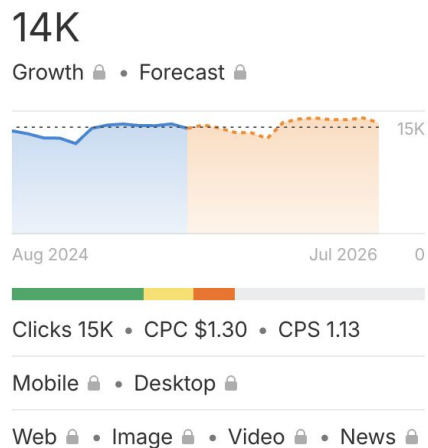 14K
Growth • Forecast
15K
Aug 2024 Jul 2026 0
Clicks 15K • CPC $1.30 • CPS 1.13
Mobile • Desktop
Web • Image • Video • News